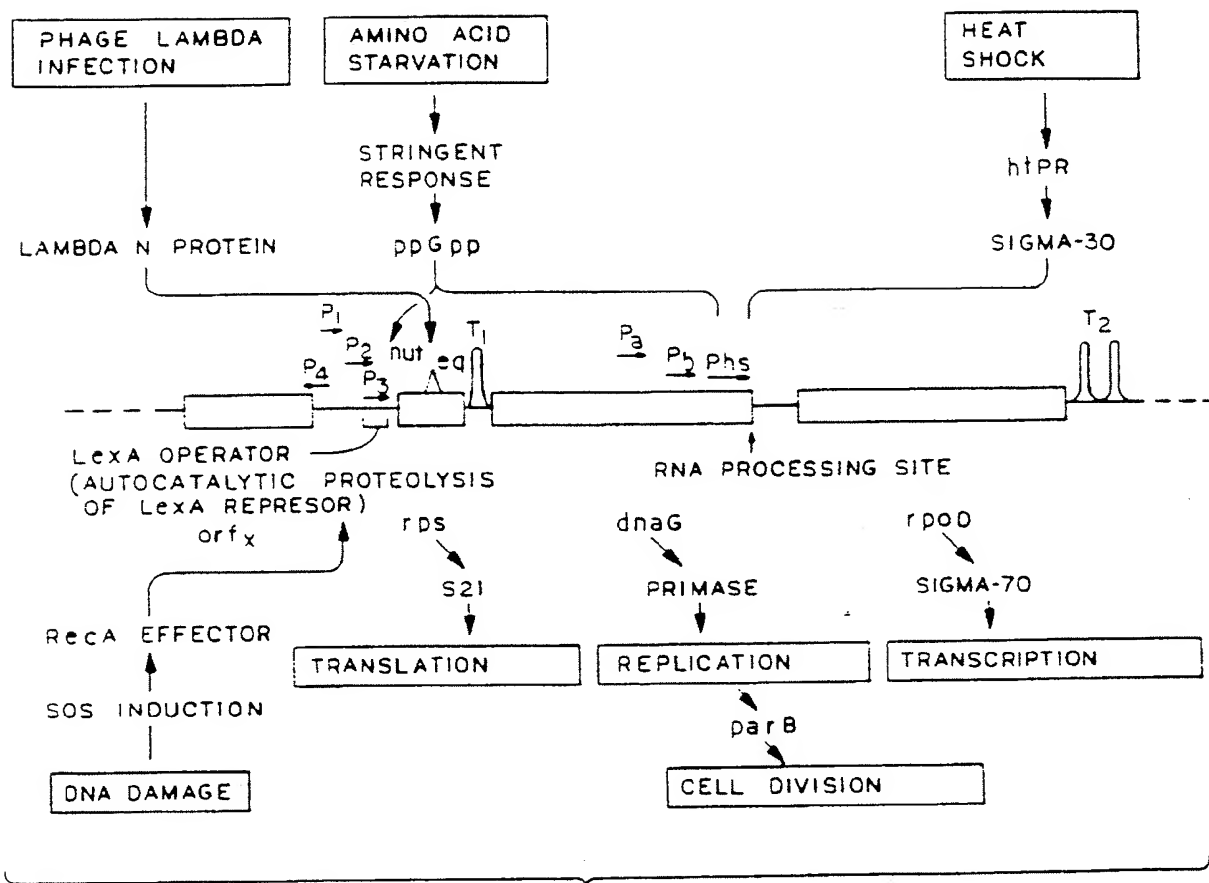 PHAGE LAMBDA
INFECTION
AMINO ACID
STARVATION
HEAT
SHOCK
STRINGENT
RESPONSE
htPR
LAMBDA N PROTEIN
ppGpp
SIGMA-30
P1
P2
P3
P4
nut
eq
T1
Pa
Pb
Phs
T2
LexA OPERATOR
(AUTOCATALYTIC PROTEOLYSIS
OF LexA REPRESOR)
orfx
RNA PROCESSING SITE
rps
dnaG
rpoD
S21
PRIMASE
SIGMA-70
RecA EFFECTOR
TRANSLATION
REPLICATION
TRANSCRIPTION
SOS INDUCTION
parB
DNA DAMAGE
CELL DIVISION